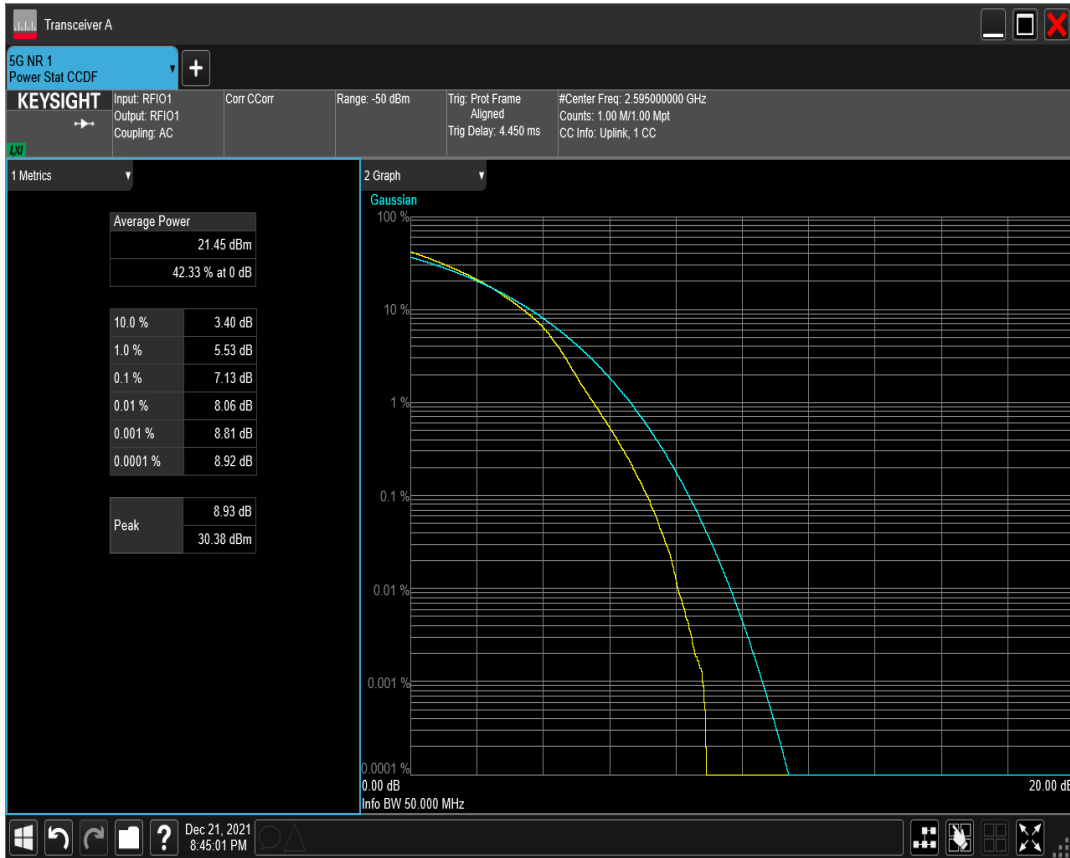 Transceiver A
5G NR 1
Power Stat CCDF
+
KEYSIGHT
LXI
Input: RFIO1
Output: RFIO1
Coupling: AC
Corr CCorr
Range: -50 dBm
Trig: Prot Frame
Aligned
Trig Delay: 4.450 ms
#Center Freq: 2.595000000 GHz
Counts: 1.00 M/1.00 Mpt
CC Info: Uplink, 1 CC
1 Metrics
Average Power
21.45 dBm
42.33 % at 0 dB
10.0 % 3.40 dB
1.0 % 5.53 dB
0.1 % 7.13 dB
0.01 % 8.06 dB
0.001 % 8.81 dB
0.0001 % 8.92 dB
Peak
8.93 dB
30.38 dBm
2 Graph
Gaussian
100 %
10 %
1 %
0.1 %
0.01 %
0.001 %
0.0001 %
0.00 dB 20.00 dB
Info BW 50.000 MHz
?
Dec 21, 2021
8:45:01 PM